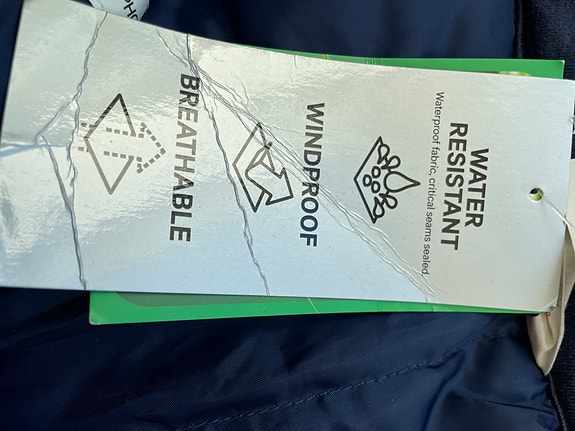 WATER
RESISTANT
Waterproof fabric, critical seams sealed.
WINDPROOF
BREATHABLE